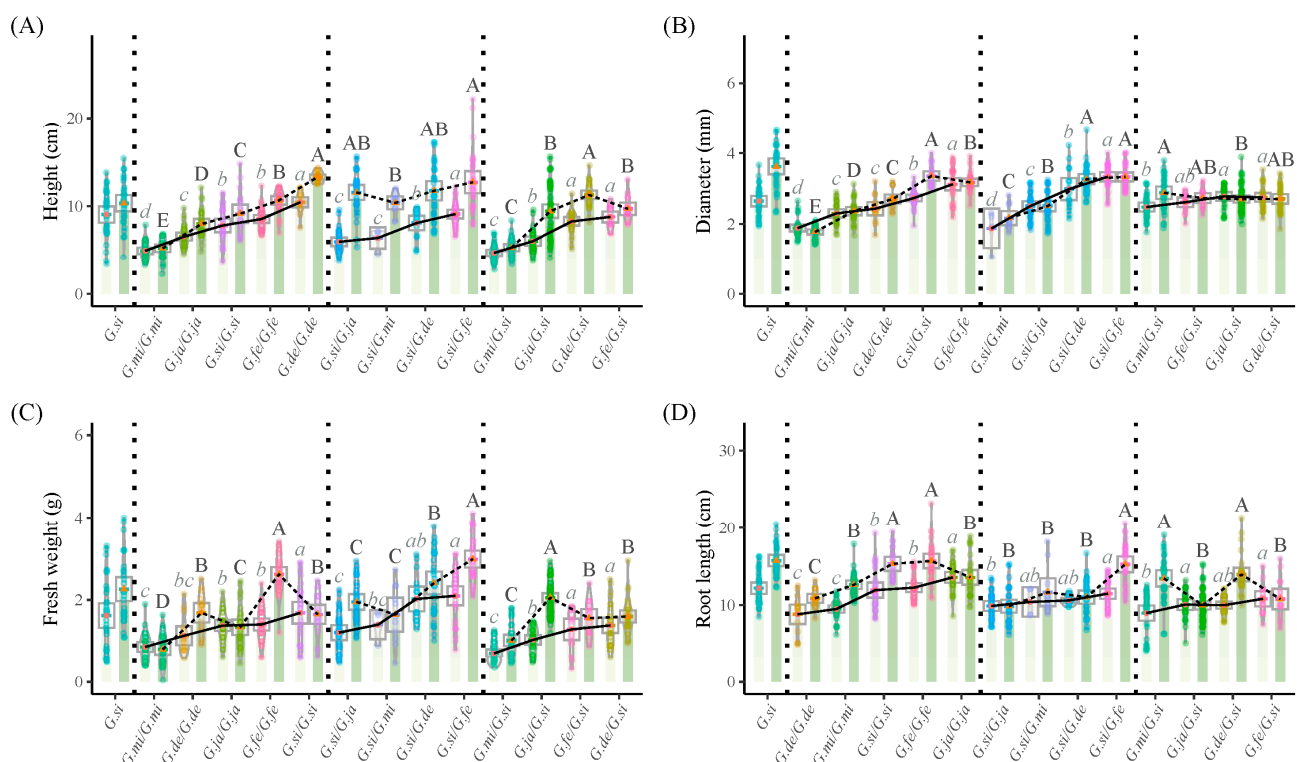 (A)
Height (cm)
20
10
0
d
E
c
D
b
C
b
B
a
A
c
AB
c
B
b
AB
a
A
c
C
b
B
a
A
a
B
G.si
G.mi/G.mi
G.ja/G.ja
G.si/G.si
G.fe/G.fe
G.de/G.de
G.si/G.ja
G.si/G.mi
G.si/G.de
G.si/G.fe
G.mi/G.si
G.ja/G.si
G.de/G.si
G.fe/G.si
(B)
Diameter (mm)
6
4
2
0
d
E
c
D
c
C
b
A
a
B
d
C
c
B
b
A
a
A
b
A
ab
AB
a
B
a
AB
G.si
G.mi/G.mi
G.ja/G.ja
G.de/G.de
G.si/G.si
G.fe/G.fe
G.si/G.mi
G.si/G.ja
G.si/G.de
G.si/G.fe
G.mi/G.si
G.fe/G.si
G.ja/G.si
G.de/G.si
(C)
Fresh weight (g)
6
4
2
0
c
D
bc
B
b
C
b
A
a
B
c
C
bc
C
ab
B
a
A
c
C
b
A
a
B
a
B
G.si
G.mi/G.mi
G.de/G.de
G.ja/G.ja
G.fe/G.fe
G.si/G.si
G.si/G.ja
G.si/G.mi
G.si/G.de
G.si/G.fe
G.mi/G.si
G.ja/G.si
G.fe/G.si
G.de/G.si
(D)
Root length (cm)
30
20
10
0
c
C
c
B
b
A
b
A
a
B
b
B
ab
B
ab
B
a
A
b
A
a
B
ab
A
a
B
G.si
G.de/G.de
G.mi/G.mi
G.si/G.si
G.fe/G.fe
G.ja/G.ja
G.si/G.ja
G.si/G.mi
G.si/G.de
G.si/G.fe
G.mi/G.si
G.ja/G.si
G.de/G.si
G.fe/G.si